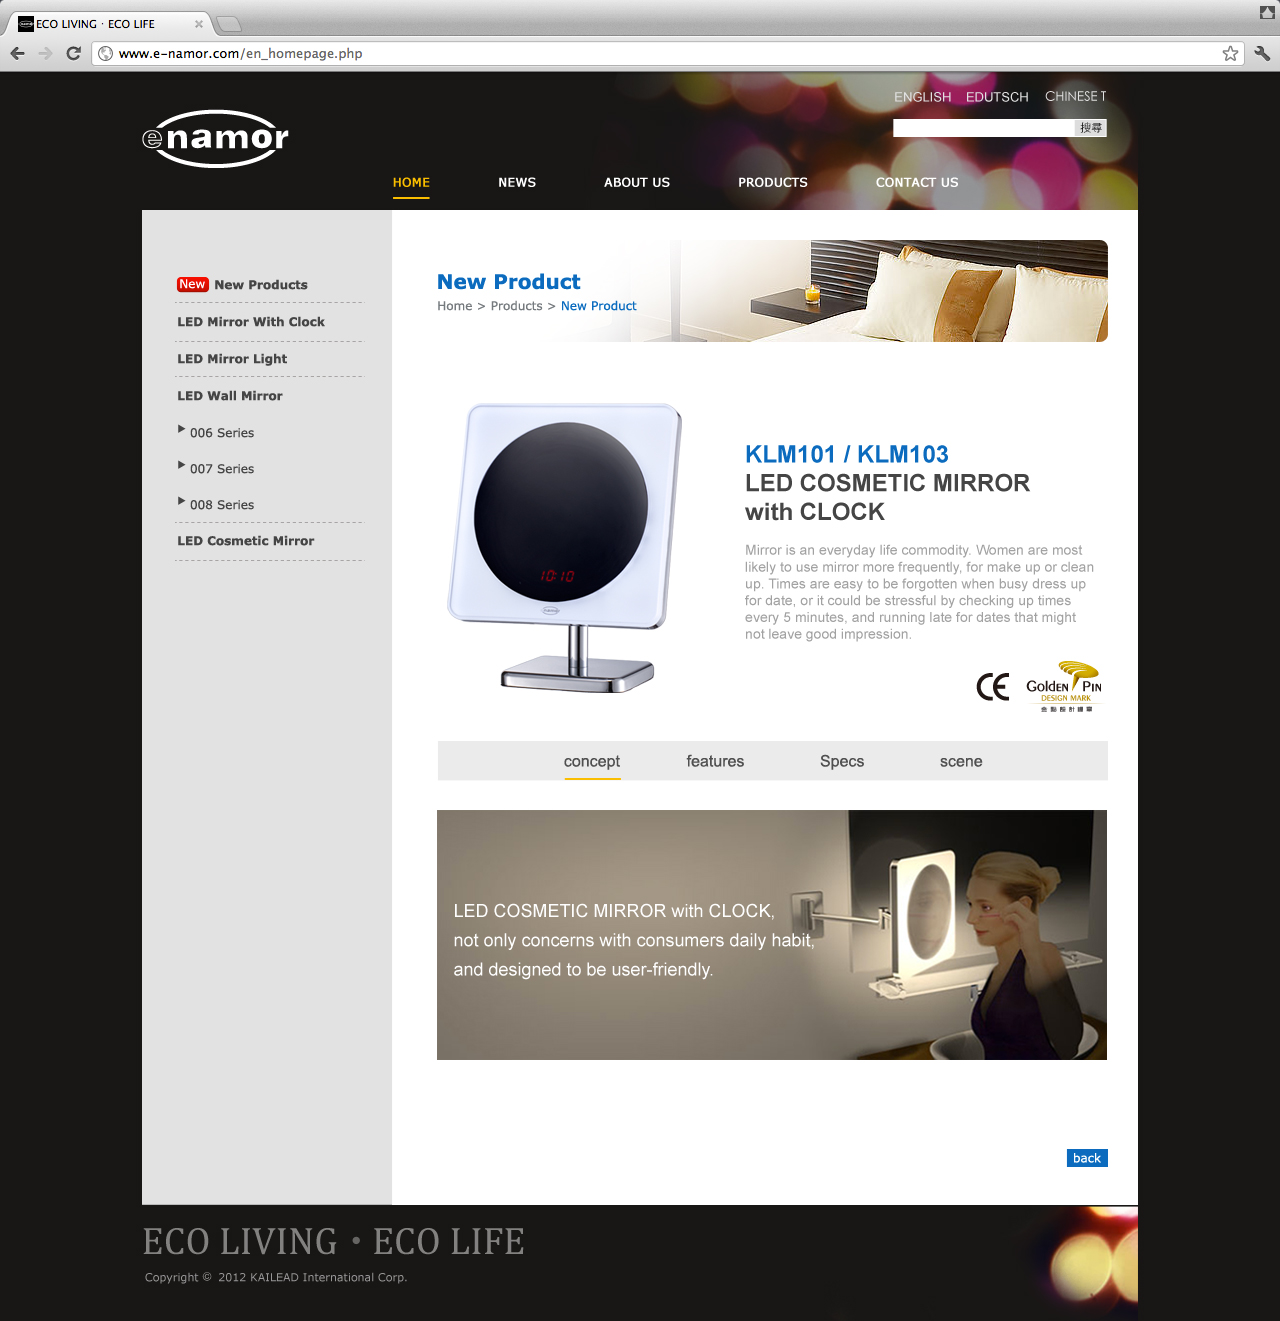 ECO LIVING · ECO LIFE
www.e-namor.com/en_homepage.php
ENGLISH EDUTSCH CHINESE T
搜尋
enamor
HOME NEWS ABOUT US PRODUCTS CONTACT US
New New Products
LED Mirror With Clock
LED Mirror Light
LED Wall Mirror
006 Series
007 Series
008 Series
LED Cosmetic Mirror
New Product
Home > Products > New Product
10:10
namor
KLM101 / KLM103
LED COSMETIC MIRROR
with CLOCK
Mirror is an everyday life commodity. Women are most
likely to use mirror more frequently, for make up or clean
up. Times are easy to be forgotten when busy dress up
for date, or it could be stressful by checking up times
every 5 minutes, and running late for dates that might
not leave good impression.
CE
GOLDEN PIN
DESIGN MARK
金點設計標章
concept features Specs scene
LED COSMETIC MIRROR with CLOCK,
not only concerns with consumers daily habit,
and designed to be user-friendly.
back
ECO LIVING · ECO LIFE
Copyright © 2012 KAILEAD International Corp.